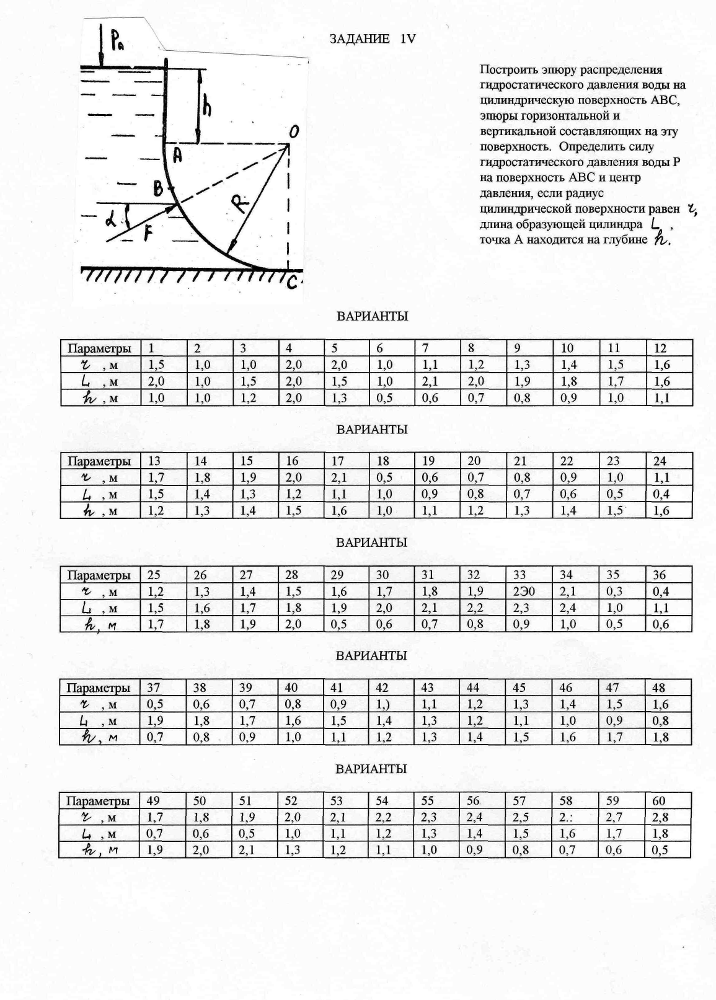 ЗАДАНИЕ 1V
Pa
h
O
A
B
R
α
F
C
Построить эпюру распределения
гидростатического давления воды на
цилиндрическую поверхность АВС,
эпюры горизонтальной и
вертикальной составляющих на эту
поверхность. Определить силу
гидростатического давления воды Р
на поверхность АВС и центр
давления, если радиус
цилиндрической поверхности равен r,
длина образующей цилиндра L ,
точка А находится на глубине h.
ВАРИАНТЫ
Параметры 1 2 3 4 5 6 7 8 9 10 11 12
r , м 1,5 1,0 1,0 2,0 2,0 1,0 1,1 1,2 1,3 1,4 1,5 1,6
L , м 2,0 1,0 1,5 2,0 1,5 1,0 2,1 2,0 1,9 1,8 1,7 1,6
h , м 1,0 1,0 1,2 2,0 1,3 0,5 0,6 0,7 0,8 0,9 1,0 1,1
ВАРИАНТЫ
Параметры 13 14 15 16 17 18 19 20 21 22 23 24
r , м 1,7 1,8 1,9 2,0 2,1 0,5 0,6 0,7 0,8 0,9 1,0 1,1
L , м 1,5 1,4 1,3 1,2 1,1 1,0 0,9 0,8 0,7 0,6 0,5 0,4
h , м 1,2 1,3 1,4 1,5 1,6 1,0 1,1 1,2 1,3 1,4 1,5 1,6
ВАРИАНТЫ
Параметры 25 26 27 28 29 30 31 32 33 34 35 36
r , м 1,2 1,3 1,4 1,5 1,6 1,7 1,8 1,9 2Э0 2,1 0,3 0,4
L , м 1,5 1,6 1,7 1,8 1,9 2,0 2,1 2,2 2,3 2,4 1,0 1,1
h, м 1,7 1,8 1,9 2,0 0,5 0,6 0,7 0,8 0,9 1,0 0,5 0,6
ВАРИАНТЫ
Параметры 37 38 39 40 41 42 43 44 45 46 47 48
r , м 0,5 0,6 0,7 0,8 0,9 1,) 1,1 1,2 1,3 1,4 1,5 1,6
L , м 1,9 1,8 1,7 1,6 1,5 1,4 1,3 1,2 1,1 1,0 0,9 0,8
h, м 0,7 0,8 0,9 1,0 1,1 1,2 1,3 1,4 1,5 1,6 1,7 1,8
ВАРИАНТЫ
Параметры 49 50 51 52 53 54 55 56 57 58 59 60
r , м 1,7 1,8 1,9 2,0 2,1 2,2 2,3 2,4 2,5 2.: 2,7 2,8
L , м 0,7 0,6 0,5 1,0 1,1 1,2 1,3 1,4 1,5 1,6 1,7 1,8
h, м 1,9 2,0 2,1 1,3 1,2 1,1 1,0 0,9 0,8 0,7 0,6 0,5